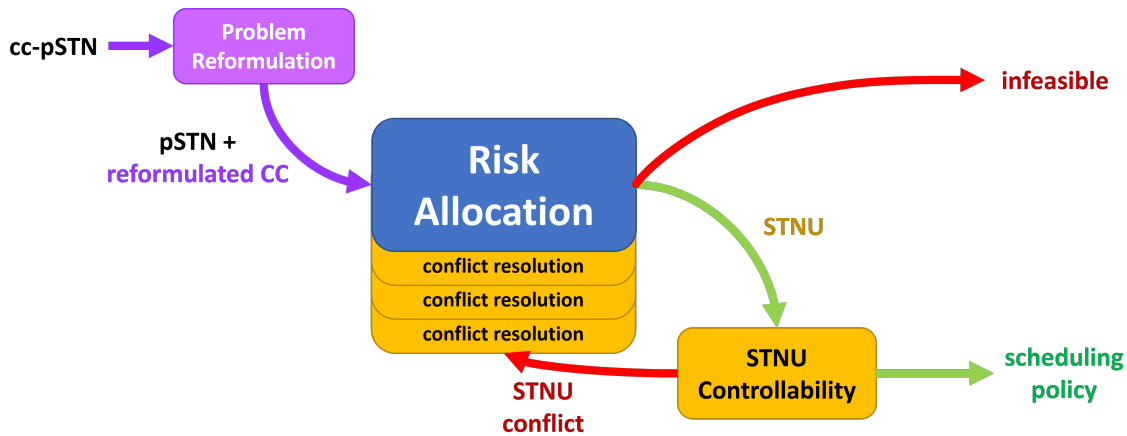 cc-pSTN
Problem
Reformulation
pSTN +
reformulated CC
Risk
Allocation
conflict resolution
conflict resolution
conflict resolution
infeasible
STNU
STNU
Controllability
STNU
conflict
scheduling
policy